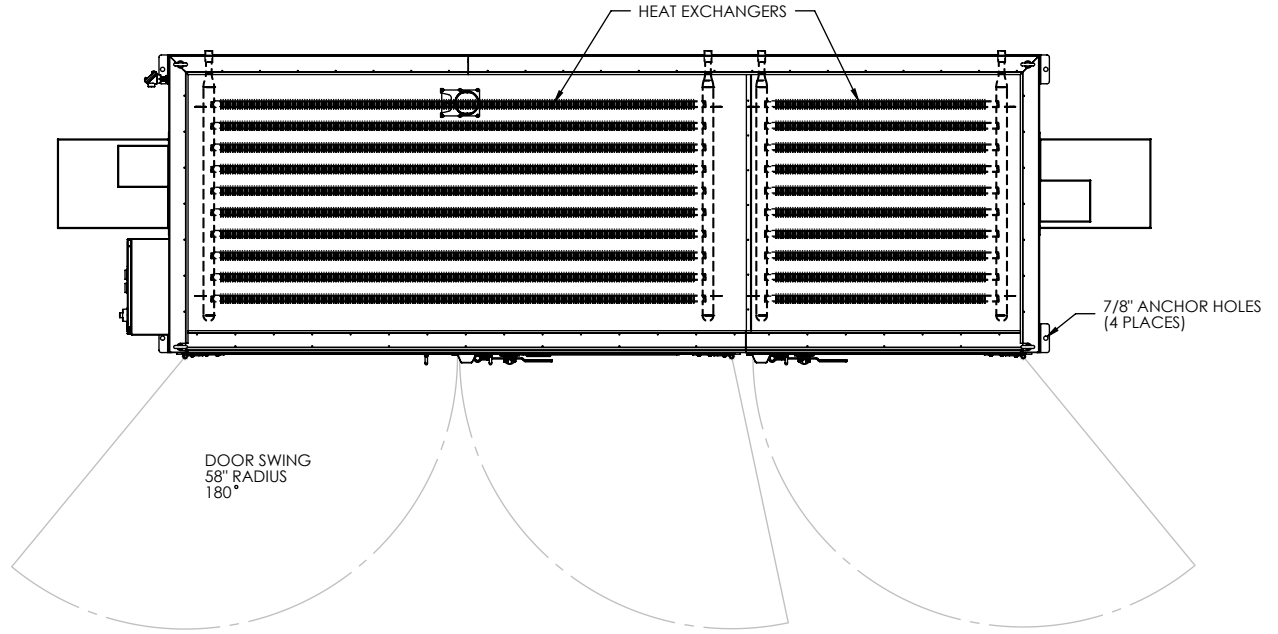 HEAT EXCHANGERS
7/8" ANCHOR HOLES
(4 PLACES)
DOOR SWING
58" RADIUS
180°